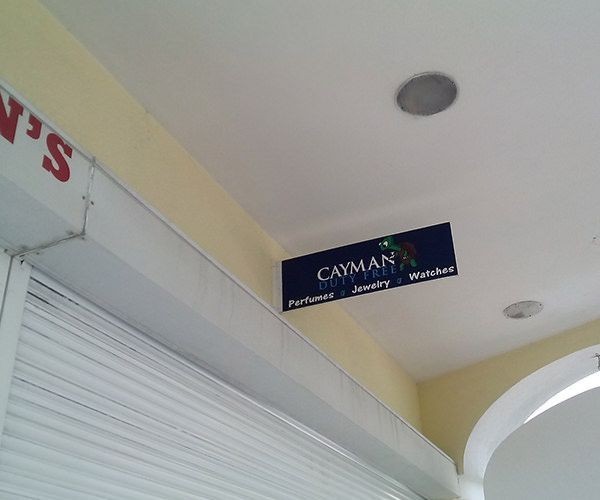 N'S
CAYMAN
DUTY FREE
Perfumes Jewelry Watches